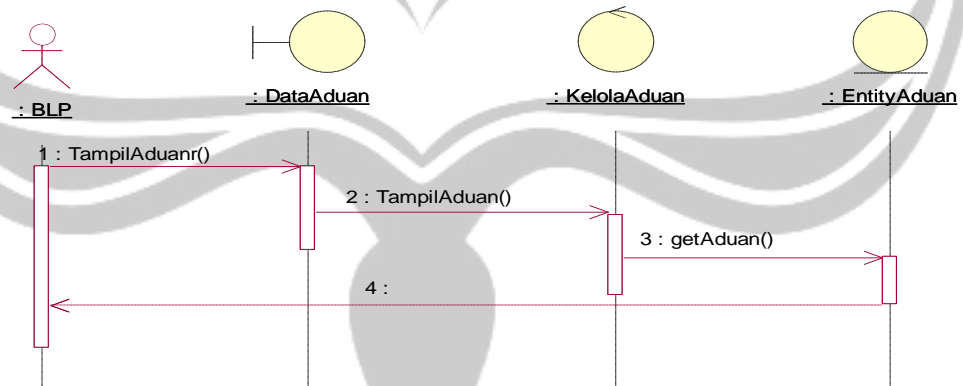 : BLP
: DataAduan
: KelolaAduan
: EntityAduan
1 : TampilAduanr()
2 : TampilAduan()
3 : getAduan()
4 :